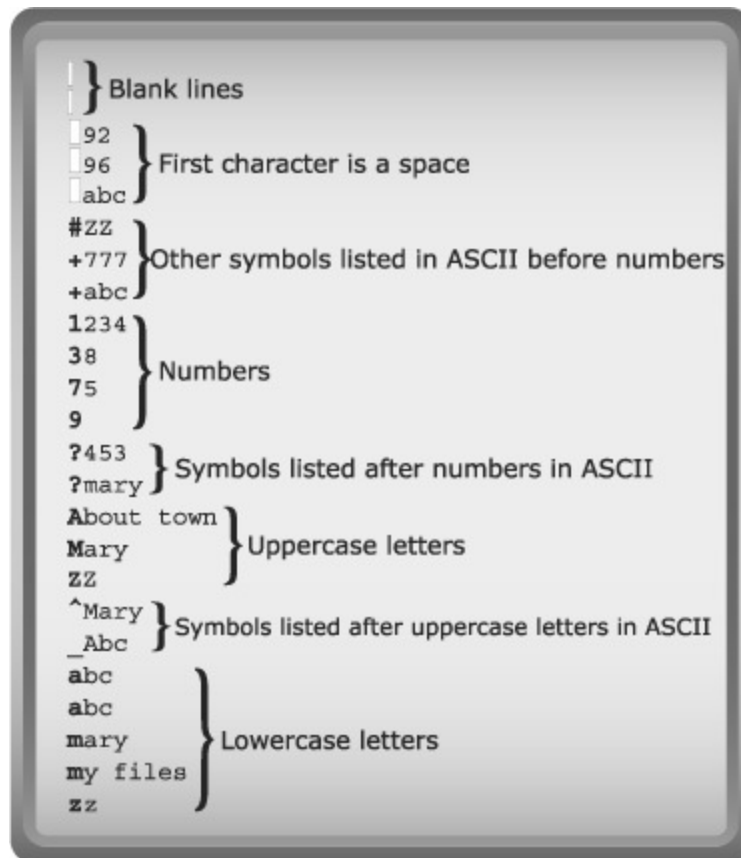 Blank lines
92
96
abc
First character is a space
#ZZ
+777
+abc
Other symbols listed in ASCII before numbers
1234
38
75
9
Numbers
?453
?mary
Symbols listed after numbers in ASCII
About town
Mary
ZZ
Uppercase letters
^Mary
_Abc
Symbols listed after uppercase letters in ASCII
abc
abc
mary
my files
zz
Lowercase letters